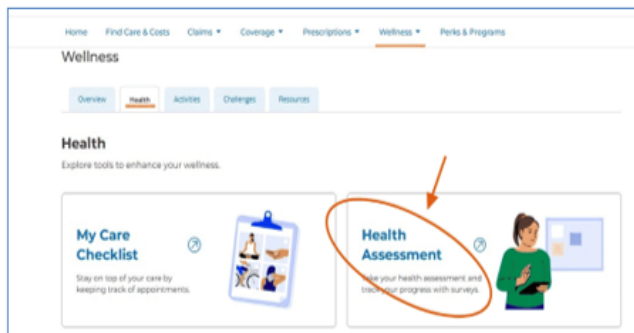 Home Find Care & Costs Claims Coverage Prescriptions Wellness Perks & Programs
Wellness
Overview Health Activities Challenges Resources
Health
Explore tools to enhance your wellness.
My Care
Checklist
Stay on top of your care by
keeping track of appointments.
Health
Assessment
Take your health assessment and
track your progress with surveys.